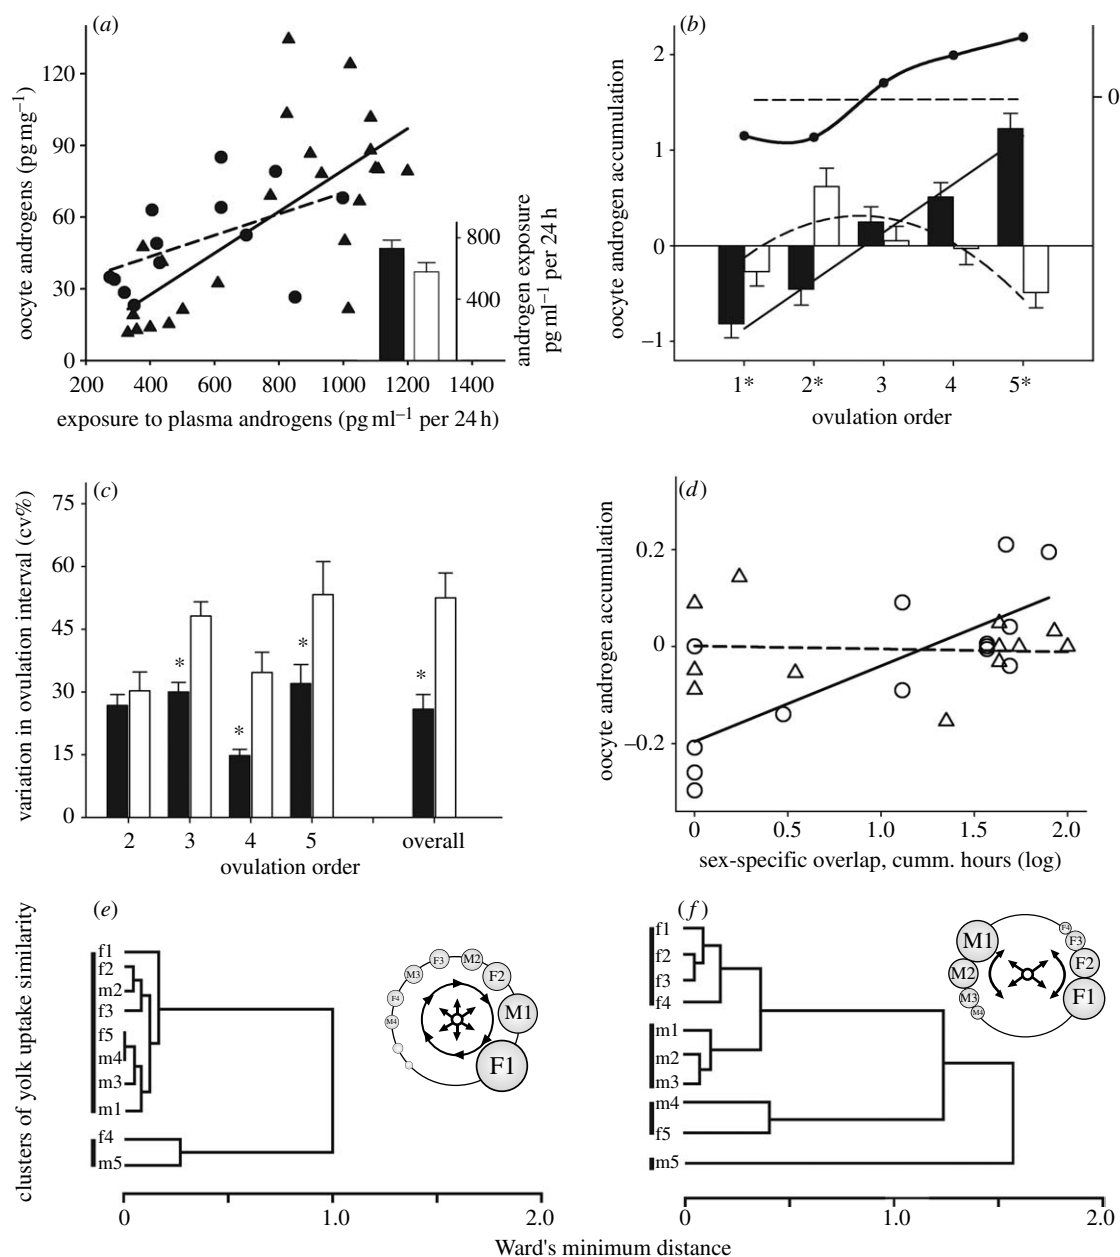 (a)
oocyte androgens (pg mg−1)
120
90
60
30
0
200 400 600 800 1000 1200 1400
exposure to plasma androgens (pg ml−1 per 24 h)
800
400
androgen exposure
pg ml−1 per 24 h
(b)
oocyte androgen accumulation
2
1
0
−1
0
1* 2* 3 4 5*
ovulation order
(c)
variation in ovulation interval (cv%)
75
60
45
30
15
0
* * * *
2 3 4 5 overall
ovulation order
(d)
oocyte androgen accumulation
0.2
0
−0.2
0 0.5 1.0 1.5 2.0
sex-specific overlap, cumm. hours (log)
(e)
clusters of yolk uptake similarity
f1
f2
m2
f3
f5
m4
m3
m1
f4
m5
F3 M2
M3 F2
F4 M1
M4
F1
0 1.0 2.0
(f)
f1
f2
f3
f4
m1
m2
m3
m4
f5
m5
M1 F4
F3
M2 F2
M3 F1
M4
0 1.0 2.0
Ward's minimum distance